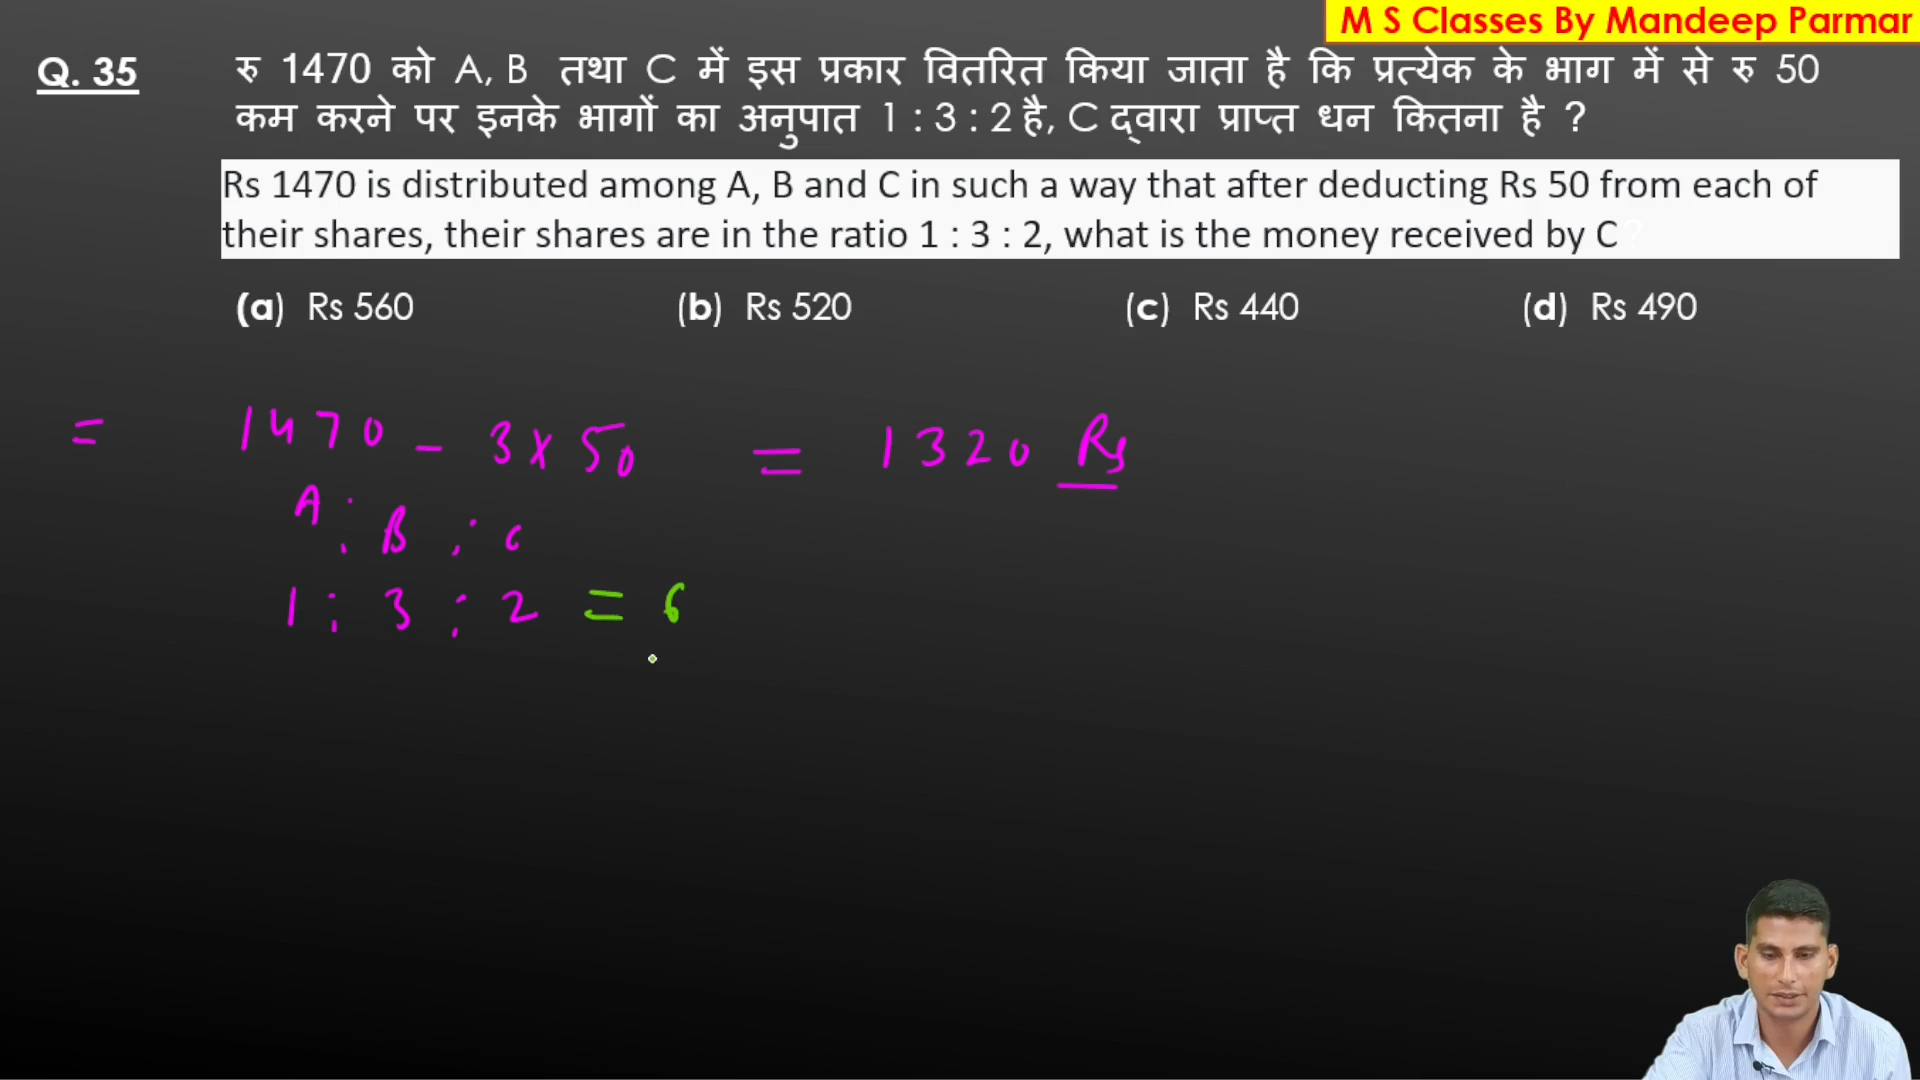 M S Classes By Mandeep Parmar
Q. 35
रु 1470 को A, B तथा C में इस प्रकार वितरित किया जाता है कि प्रत्येक के भाग में से रु 50
कम करने पर इनके भागों का अनुपात 1 : 3 : 2 है, C द्वारा प्राप्त धन कितना है ?
Rs 1470 is distributed among A, B and C in such a way that after deducting Rs 50 from each of
their shares, their shares are in the ratio 1 : 3 : 2, what is the money received by C?
(a) Rs 560 (b) Rs 520 (c) Rs 440 (d) Rs 490
= 1470 - 3 x 50 = 1320 Rs
A : B : C
1 : 3 : 2 = 6